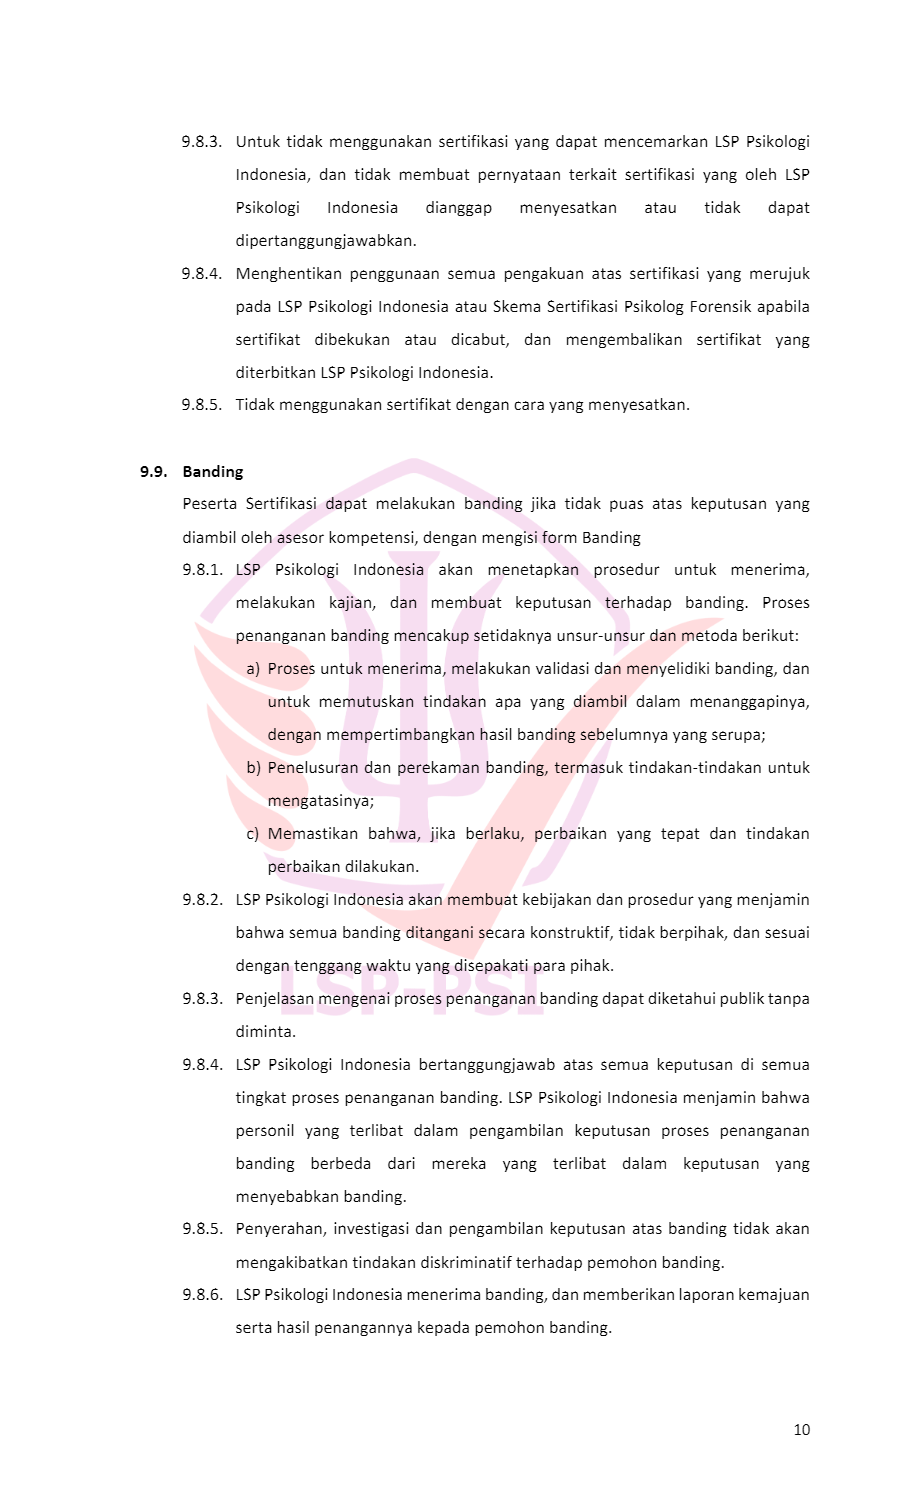 9.8.3. Untuk tidak menggunakan sertifikasi yang dapat mencemarkan LSP Psikologi
Indonesia, dan tidak membuat pernyataan terkait sertifikasi yang oleh LSP
Psikologi Indonesia dianggap menyesatkan atau tidak dapat
dipertanggungjawabkan.
9.8.4. Menghentikan penggunaan semua pengakuan atas sertifikasi yang merujuk
pada LSP Psikologi Indonesia atau Skema Sertifikasi Psikolog Forensik apabila
sertifikat dibekukan atau dicabut, dan mengembalikan sertifikat yang
diterbitkan LSP Psikologi Indonesia.
9.8.5. Tidak menggunakan sertifikat dengan cara yang menyesatkan.
9.9. Banding
Peserta Sertifikasi dapat melakukan banding jika tidak puas atas keputusan yang
diambil oleh asesor kompetensi, dengan mengisi form Banding
9.8.1. LSP Psikologi Indonesia akan menetapkan prosedur untuk menerima,
melakukan kajian, dan membuat keputusan terhadap banding. Proses
penanganan banding mencakup setidaknya unsur-unsur dan metoda berikut:
a) Proses untuk menerima, melakukan validasi dan menyelidiki banding, dan
untuk memutuskan tindakan apa yang diambil dalam menanggapinya,
dengan mempertimbangkan hasil banding sebelumnya yang serupa;
b) Penelusuran dan perekaman banding, termasuk tindakan-tindakan untuk
mengatasinya;
c) Memastikan bahwa, jika berlaku, perbaikan yang tepat dan tindakan
perbaikan dilakukan.
9.8.2. LSP Psikologi Indonesia akan membuat kebijakan dan prosedur yang menjamin
bahwa semua banding ditangani secara konstruktif, tidak berpihak, dan sesuai
dengan tenggang waktu yang disepakati para pihak.
LSP-PSI
9.8.3. Penjelasan mengenai proses penanganan banding dapat diketahui publik tanpa
diminta.
9.8.4. LSP Psikologi Indonesia bertanggungjawab atas semua keputusan di semua
tingkat proses penanganan banding. LSP Psikologi Indonesia menjamin bahwa
personil yang terlibat dalam pengambilan keputusan proses penanganan
banding berbeda dari mereka yang terlibat dalam keputusan yang
menyebabkan banding.
9.8.5. Penyerahan, investigasi dan pengambilan keputusan atas banding tidak akan
mengakibatkan tindakan diskriminatif terhadap pemohon banding.
9.8.6. LSP Psikologi Indonesia menerima banding, dan memberikan laporan kemajuan
serta hasil penangannya kepada pemohon banding.
10